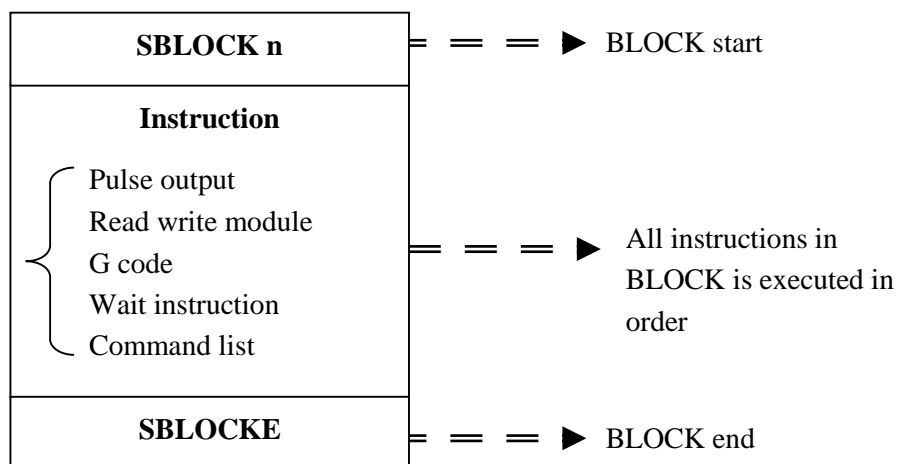 SBLOCK n
BLOCK start
Instruction
Pulse output
Read write module
G code
Wait instruction
Command list
All instructions in
BLOCK is executed in
order
SBLOCKE
BLOCK end